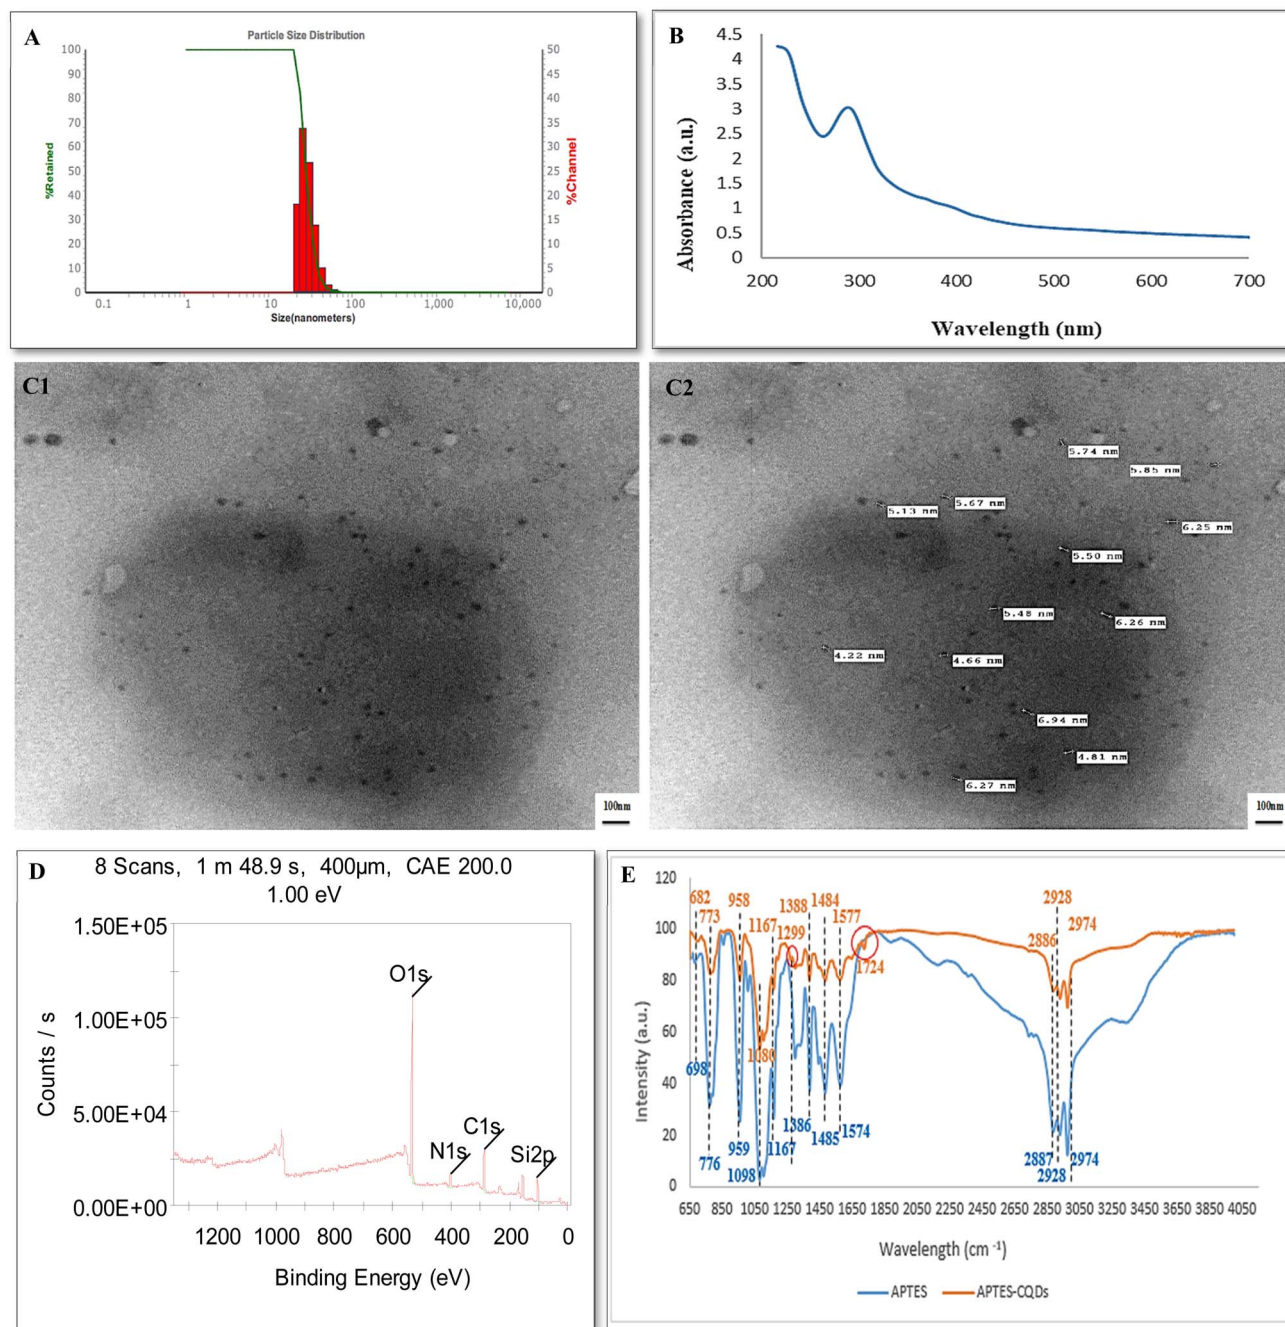 A
Particle Size Distribution
100
90
80
70
60
50
40
30
20
10
0
%Retained
50
45
40
35
30
25
20
15
10
5
0
%Channel
0.1 1 10 100 1,000 10,000
Size(nanometers)
B
4.5
4
3.5
3
2.5
2
1.5
1
0.5
0
Absorbance (a.u.)
200 300 400 500 600 700
Wavelength (nm)
C1
100nm
C2
5.74 nm
5.85 nm
5.13 nm
5.67 nm
6.25 nm
5.50 nm
5.48 nm
6.26 nm
4.22 nm
4.66 nm
6.94 nm
4.81 nm
6.27 nm
100nm
D
8 Scans, 1 m 48.9 s, 400µm, CAE 200.0
1.00 eV
1.50E+05
1.00E+05
5.00E+04
0.00E+00
Counts / s
O1s
N1s
C1s
Si2p
1200 1000 800 600 400 200 0
Binding Energy (eV)
E
120
100
80
60
40
20
0
Intensity (a.u.)
682
773
958
1167
1299
1388
1484
1577
1724
2886
2928
2974
1080
698
776
959
1098
1167
1386
1485
1574
2887
2928
2974
650 850 1050 1250 1450 1650 1850 2050 2250 2450 2650 2850 3050 3250 3450 3650 3850 4050
Wavelength (cm ⁻¹)
APTES APTES-CQDs